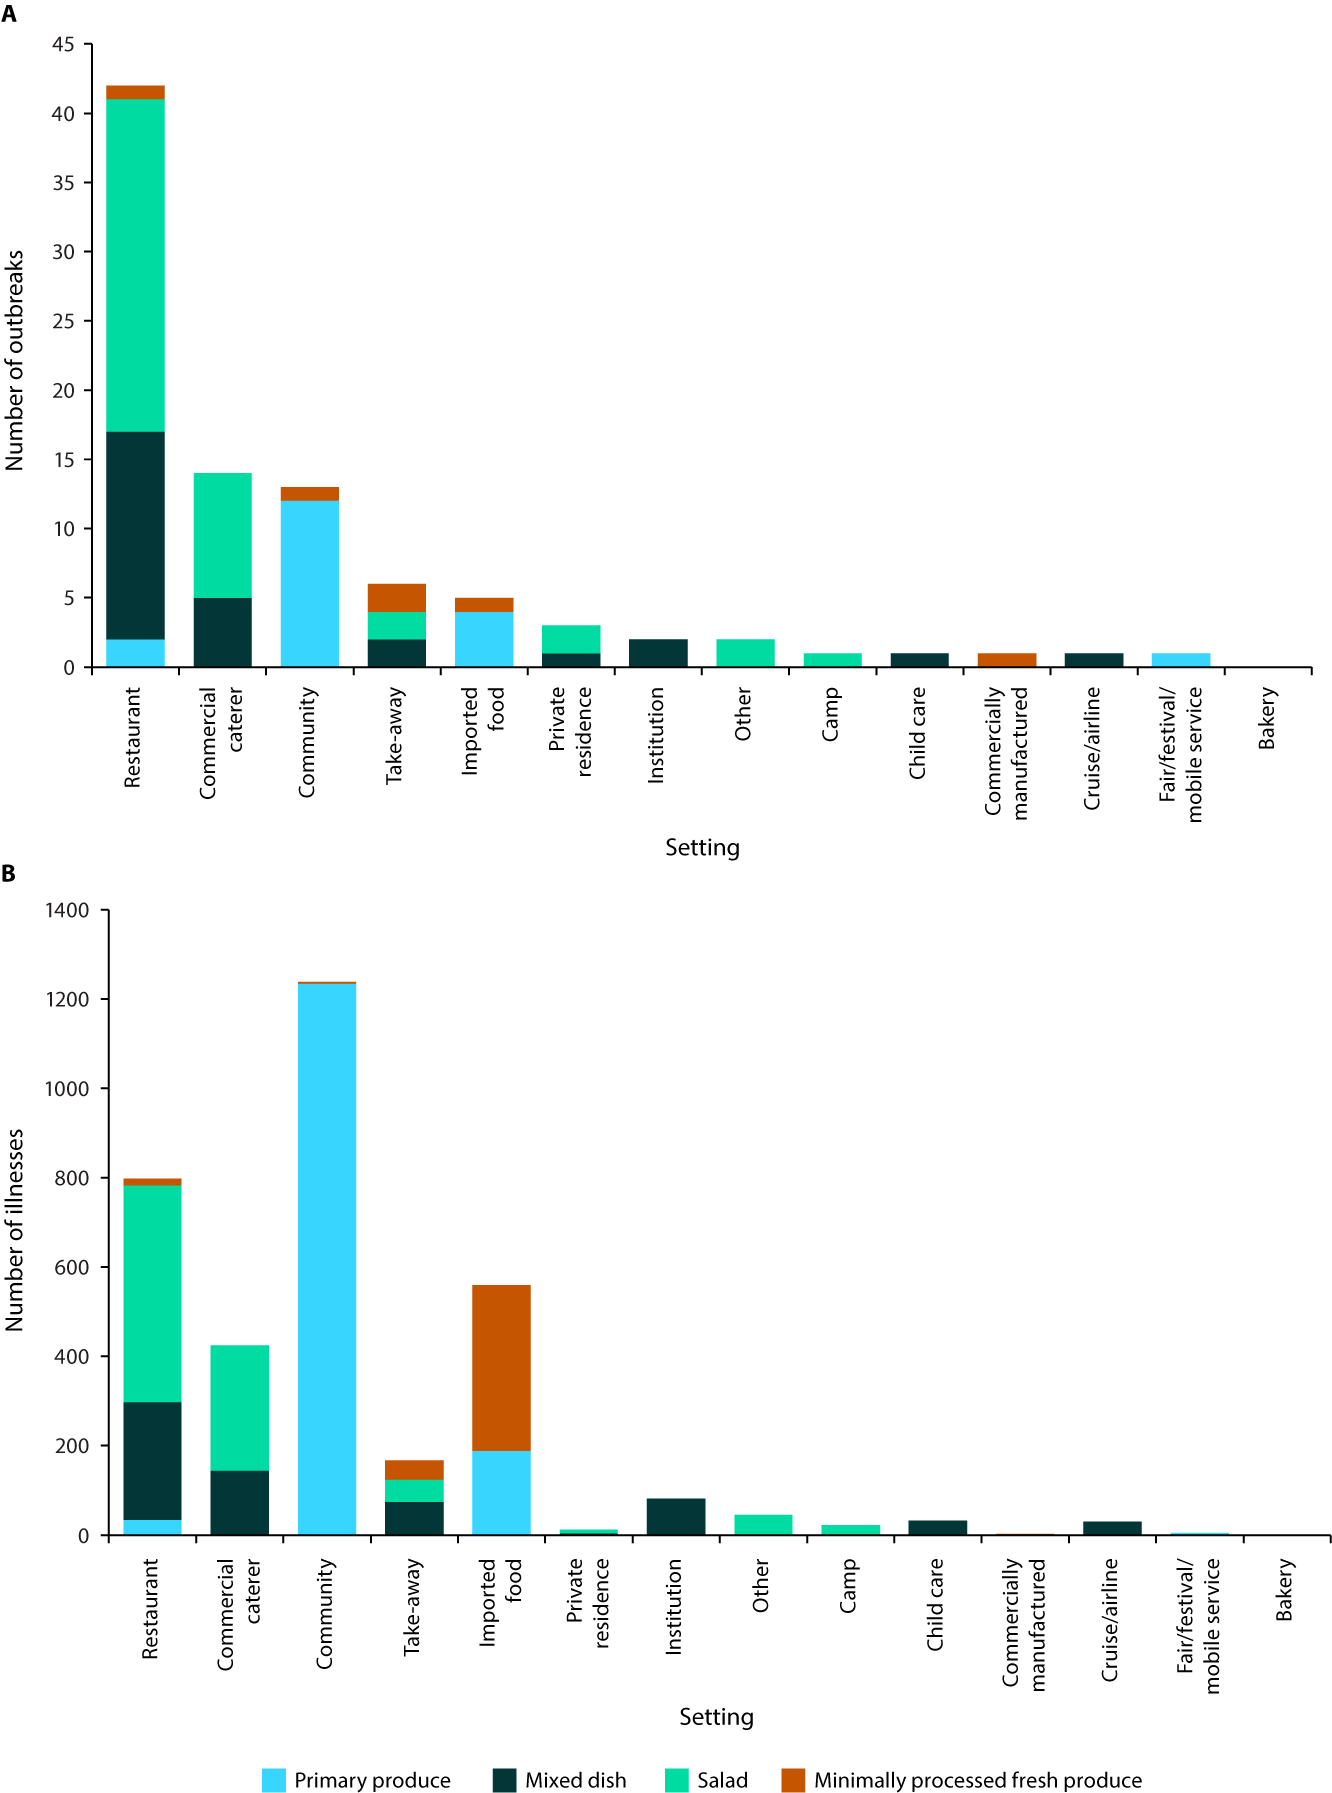 A
45
40
35
30
25
20
15
10
5
0
Number of outbreaks
Restaurant
Commercial
caterer
Community
Take-away
Imported
food
Private
residence
Institution
Other
Camp
Child care
Commercially
manufactured
Cruise/airline
Fair/festival/
mobile service
Bakery
Setting
B
1400
1200
1000
800
600
400
200
0
Number of illnesses
Restaurant
Commercial
caterer
Community
Take-away
Imported
food
Private
residence
Institution
Other
Camp
Child care
Commercially
manufactured
Cruise/airline
Fair/festival/
mobile service
Bakery
Setting
Primary produce
Mixed dish
Salad
Minimally processed fresh produce